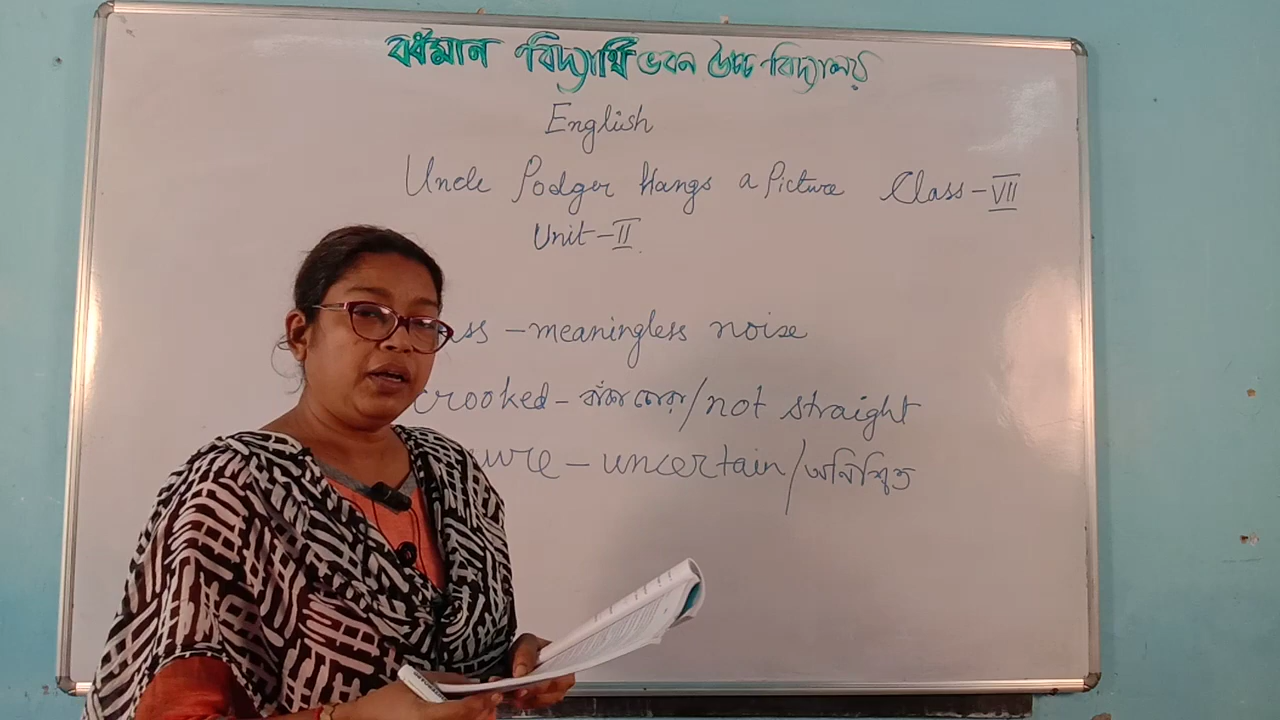 বর্ধমান বিদ্যার্থি ভবন উচ্চ বিদ্যালয়
English
Uncle Podger Hangs a Picture Class-VII
Unit-II
– meaningless noise
crooked – /not straight
– uncertain/অনিশ্চিত